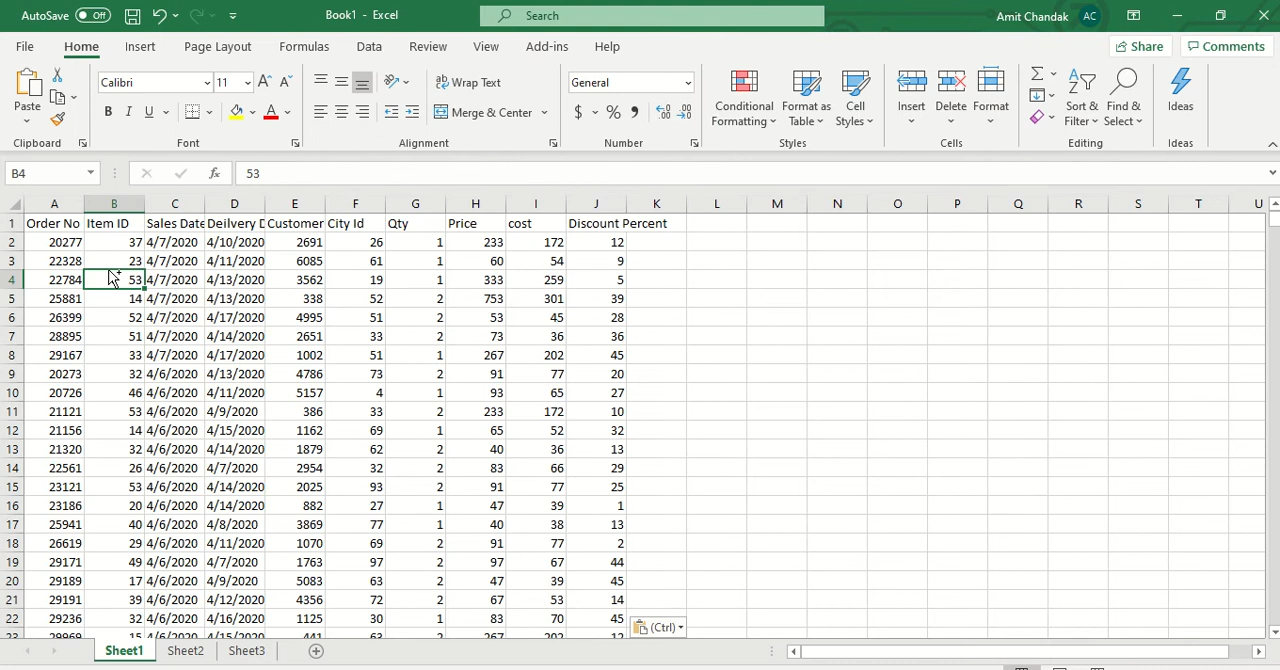 AutoSave Off Book1 - Excel Search Amit Chandak AC
File Home Insert Page Layout Formulas Data Review View Add-ins Help Share Comments
Paste Calibri 11 A A Wrap Text General Conditional Formatting Format as Table Cell Styles Insert Delete Format Sort & Filter Find & Select Ideas
B I U A Merge & Center $ % ,
Clipboard Font Alignment Number Styles Cells Editing Ideas
B4 fx 53
A B C D E F G H I J K L M N O P Q R S T U
1 Order No Item ID Sales Date Deilvery D Customer City Id Qty Price cost Discount Percent
2 20277 37 4/7/2020 4/10/2020 2691 26 1 233 172 12
3 22328 23 4/7/2020 4/11/2020 6085 61 1 60 54 9
4 22784 53 4/7/2020 4/13/2020 3562 19 1 333 259 5
5 25881 14 4/7/2020 4/13/2020 338 52 2 753 301 39
6 26399 52 4/7/2020 4/17/2020 4995 51 2 53 45 28
7 28895 51 4/7/2020 4/14/2020 2651 33 2 73 36 36
8 29167 33 4/7/2020 4/17/2020 1002 51 1 267 202 45
9 20273 32 4/6/2020 4/13/2020 4786 73 2 91 77 20
10 20726 46 4/6/2020 4/11/2020 5157 4 1 93 65 27
11 21121 53 4/6/2020 4/9/2020 386 33 2 233 172 10
12 21156 14 4/6/2020 4/15/2020 1162 69 1 65 52 32
13 21320 32 4/6/2020 4/14/2020 1879 62 2 40 36 13
14 22561 26 4/6/2020 4/7/2020 2954 32 2 83 66 29
15 23121 53 4/6/2020 4/14/2020 2025 93 2 91 77 25
16 23186 20 4/6/2020 4/14/2020 882 27 1 47 39 1
17 25941 40 4/6/2020 4/8/2020 3869 77 1 40 38 13
18 26619 29 4/6/2020 4/11/2020 1070 69 2 91 77 2
19 29171 49 4/6/2020 4/7/2020 1763 97 2 97 67 44
20 29189 17 4/6/2020 4/9/2020 5083 63 2 47 39 45
21 29191 39 4/6/2020 4/12/2020 4356 72 2 67 53 14
22 29236 32 4/6/2020 4/16/2020 1125 30 1 83 70 45
23 29969 15 4/6/2020 4/15/2020 441 63 2 267 202 12
(Ctrl)
Sheet1 Sheet2 Sheet3